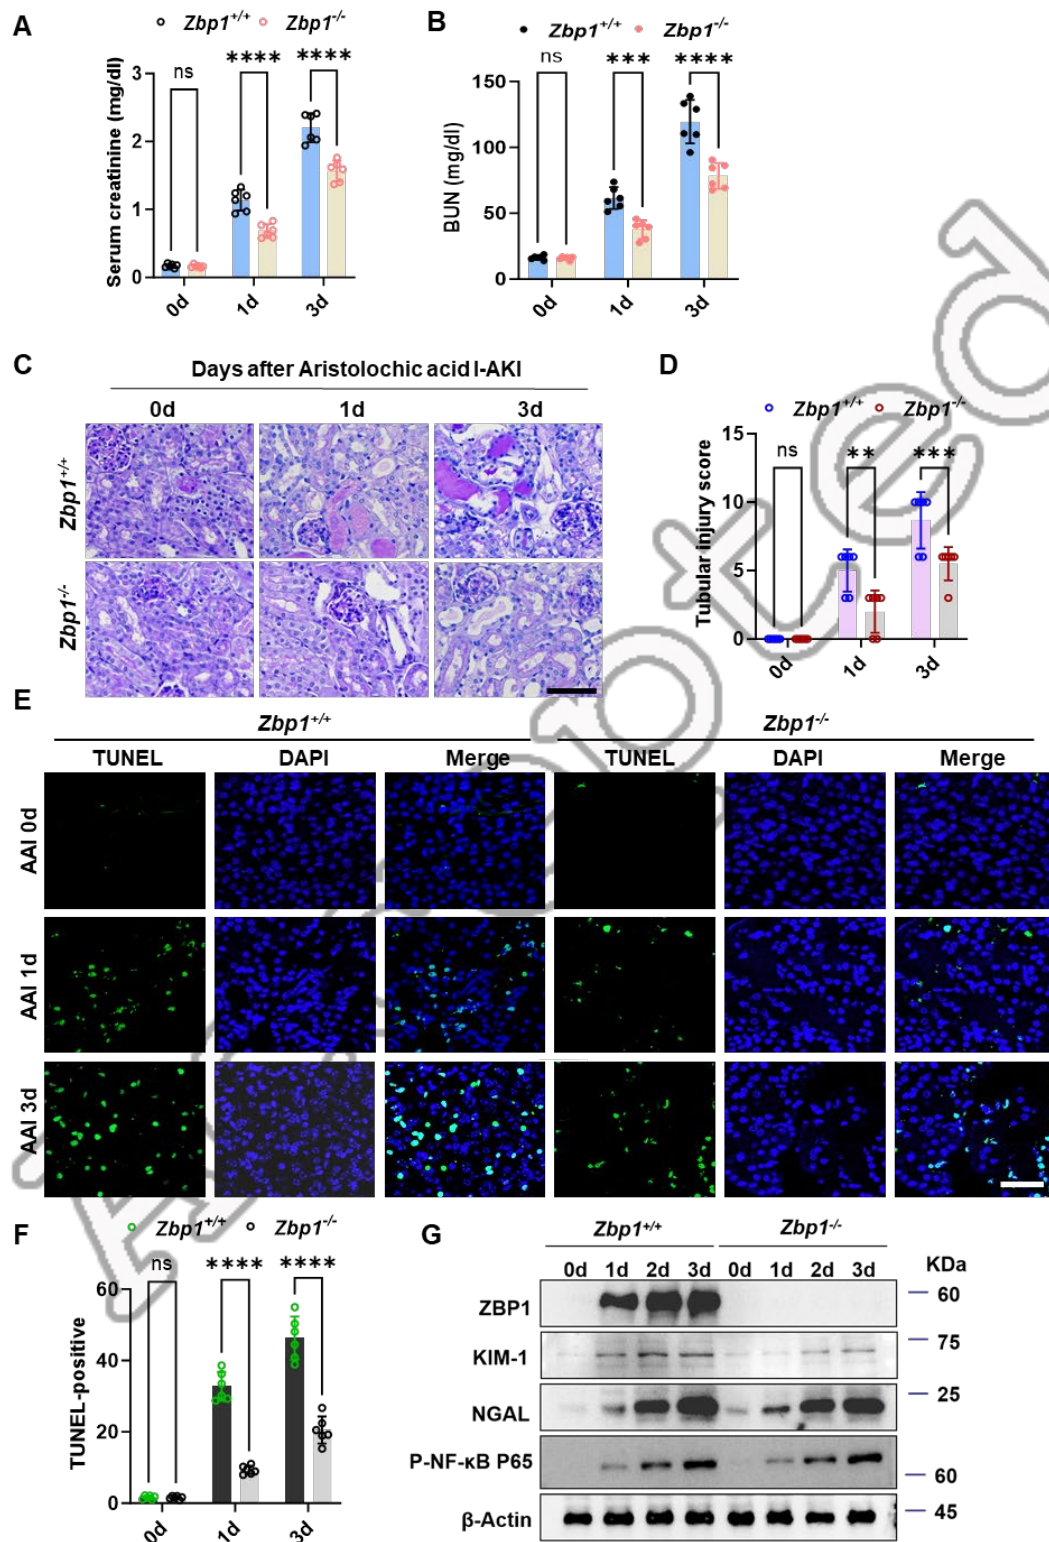 A
Zbp1+/+ Zbp1-/-
Serum creatinine (mg/dl)
3
2
1
0
ns
****
****
0d 1d 3d
B
Zbp1+/+ Zbp1-/-
BUN (mg/dl)
150
100
50
0
ns
***
****
0d 1d 3d
C
Days after Aristolochic acid I-AKI
0d 1d 3d
Zbp1+/+
Zbp1-/-
D
Zbp1+/+ Zbp1-/-
Tubular injury score
15
10
5
0
ns
**
***
0d 1d 3d
E
Zbp1+/+ Zbp1-/-
TUNEL DAPI Merge TUNEL DAPI Merge
AAI 0d
AAI 1d
AAI 3d
F
Zbp1+/+ Zbp1-/-
TUNEL-positive
60
40
20
0
ns
****
****
0d 1d 3d
G
Zbp1+/+ Zbp1-/-
0d 1d 2d 3d 0d 1d 2d 3d KDa
ZBP1 60
KIM-1 75
NGAL 25
P-NF-κB P65 60
β-Actin 45